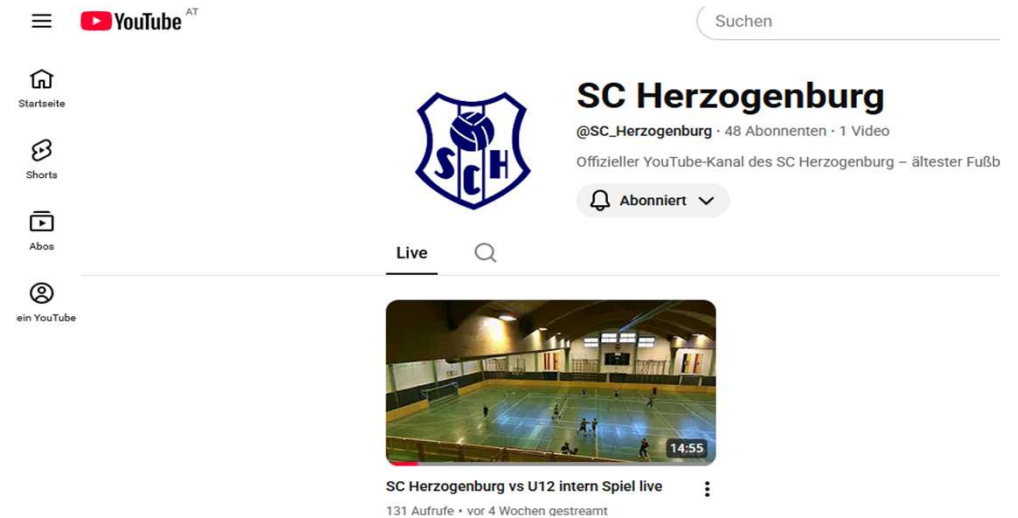 YouTube AT
Suchen
Startseite
Shorts
Abos
ein YouTube
SCH
SC Herzogenburg
@SC_Herzogenburg · 48 Abonnenten · 1 Video
Offizieller YouTube-Kanal des SC Herzogenburg – ältester Fußb
Abonniert
Live
14:55
SC Herzogenburg vs U12 intern Spiel live
131 Aufrufe • vor 4 Wochen gestreamt